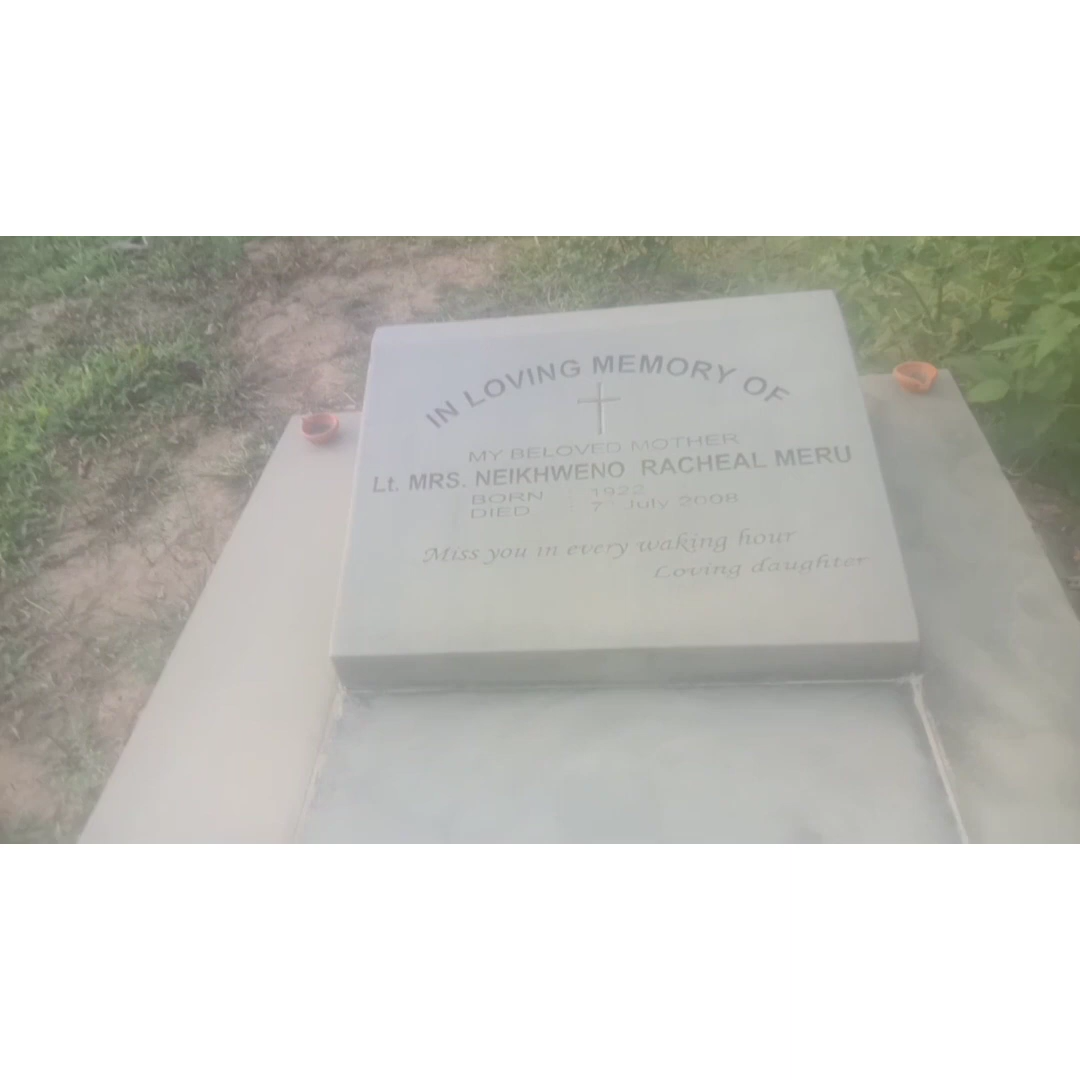 IN LOVING MEMORY OF
MY BELOVED MOTHER
Lt. MRS. NEIKHWENO RACHEAL MERU
BORN : 1922
DIED : 7 July 2008
Miss you in every waking hour
Loving daughter